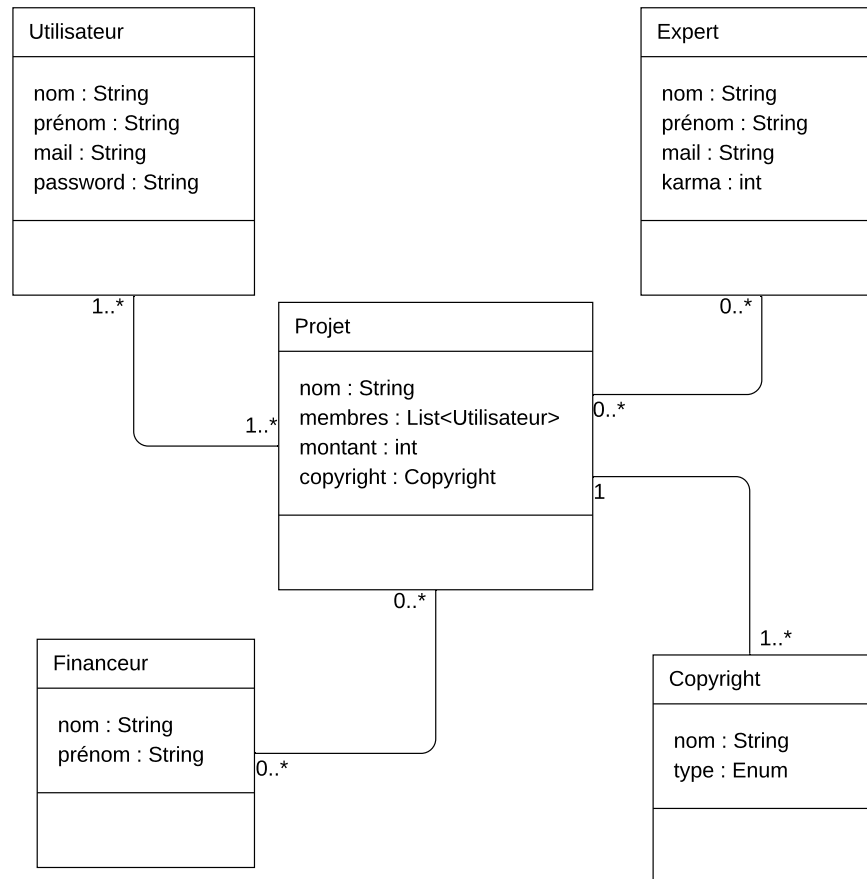 Utilisateur
nom : String
prénom : String
mail : String
password : String
1..*
Expert
nom : String
prénom : String
mail : String
karma : int
0..*
Projet
nom : String
membres : List<Utilisateur>
montant : int
copyright : Copyright
1..*
0..*
1
0..*
Financeur
nom : String
prénom : String
0..*
1..*
Copyright
nom : String
type : Enum